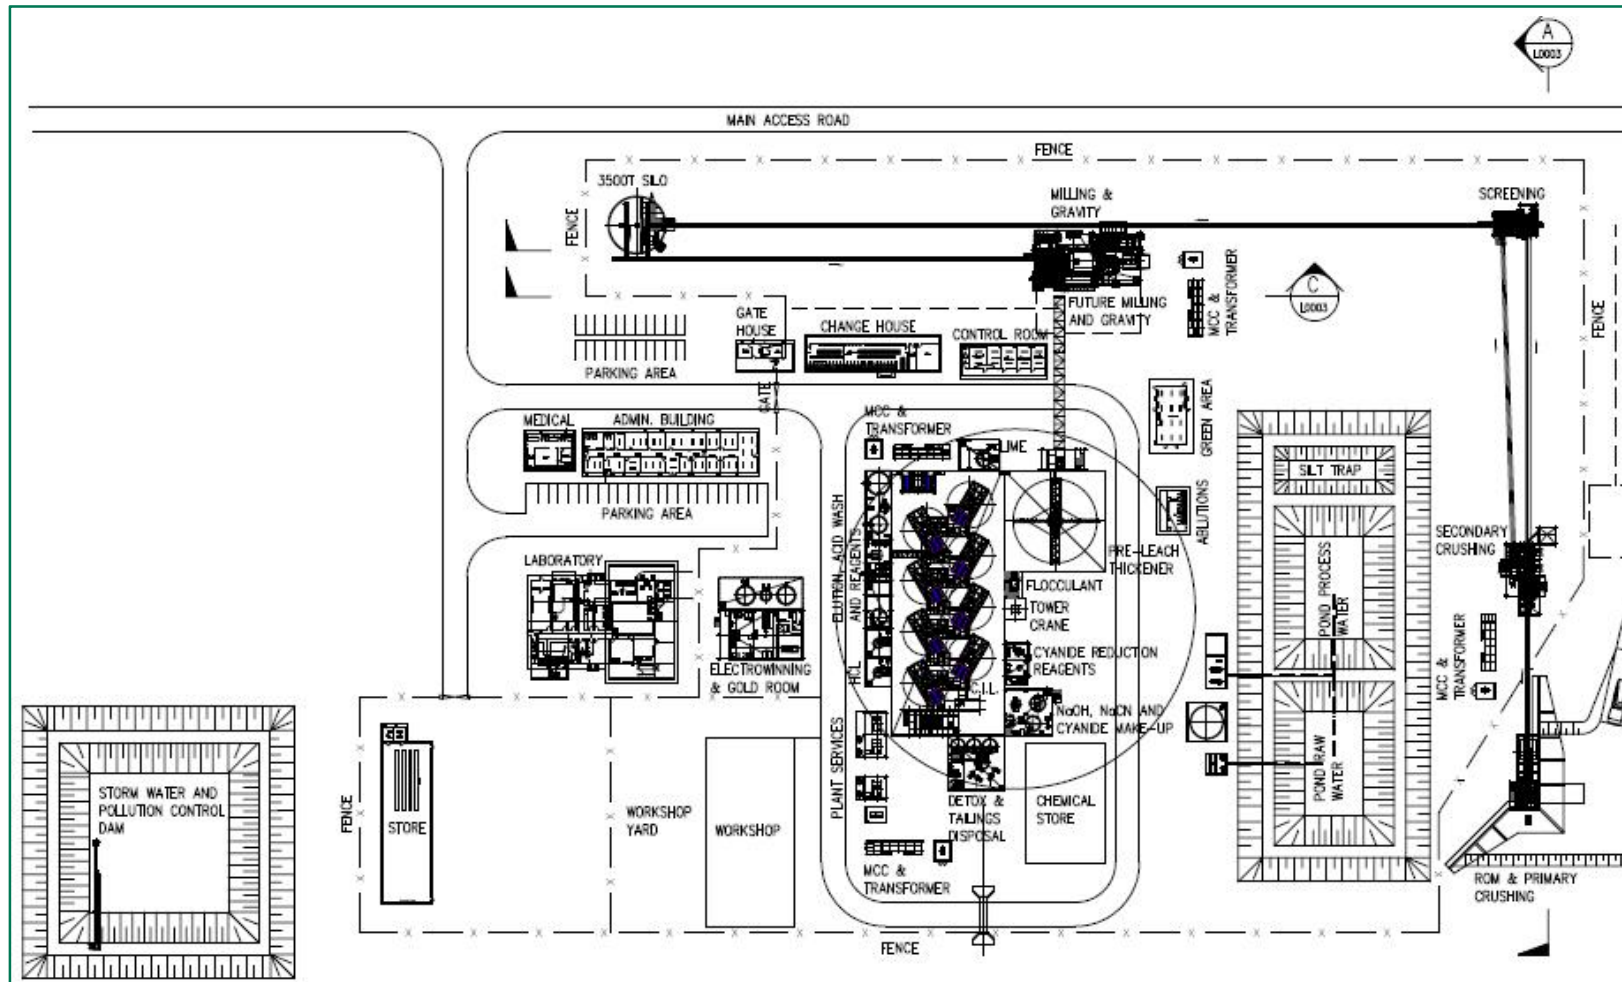 A
L0003
MAIN ACCESS ROAD
FENCE
3500T SILO
MILLING &
GRAVITY
SCREENING
FENCE
MCC &
TRANSFORMER
C
L0003
FENCE
FUTURE MILLING
AND GRAVITY
GATE
HOUSE
CHANGE HOUSE
CONTROL ROOM
PARKING AREA
GATE
MEDICAL
ADMIN. BUILDING
MCC &
TRANSFORMER
LIME
GREEN AREA
SILT TRAP
PARKING AREA
ELUTION, ACID WASH
AND REAGENTS
ABLUTIONS
SECONDARY
CRUSHING
PRE-LEACH
THICKENER
POND PROCESS
WATER
LABORATORY
FLOCCULANT
TOWER
CRANE
ELECTROWINNING
& GOLD ROOM
HCL
CYANIDE REDUCTION
REAGENTS
C.I.L.
MCC &
TRANSFORMER
NaOH, NaCN AND
CYANIDE MAKE-UP
STORM WATER AND
POLLUTION CONTROL
DAM
FENCE
STORE
WORKSHOP
YARD
WORKSHOP
PLANT SERVICES
DETOX &
TAILINGS
DISPOSAL
CHEMICAL
STORE
POND RAW
WATER
MCC &
TRANSFORMER
ROM & PRIMARY
CRUSHING
FENCE